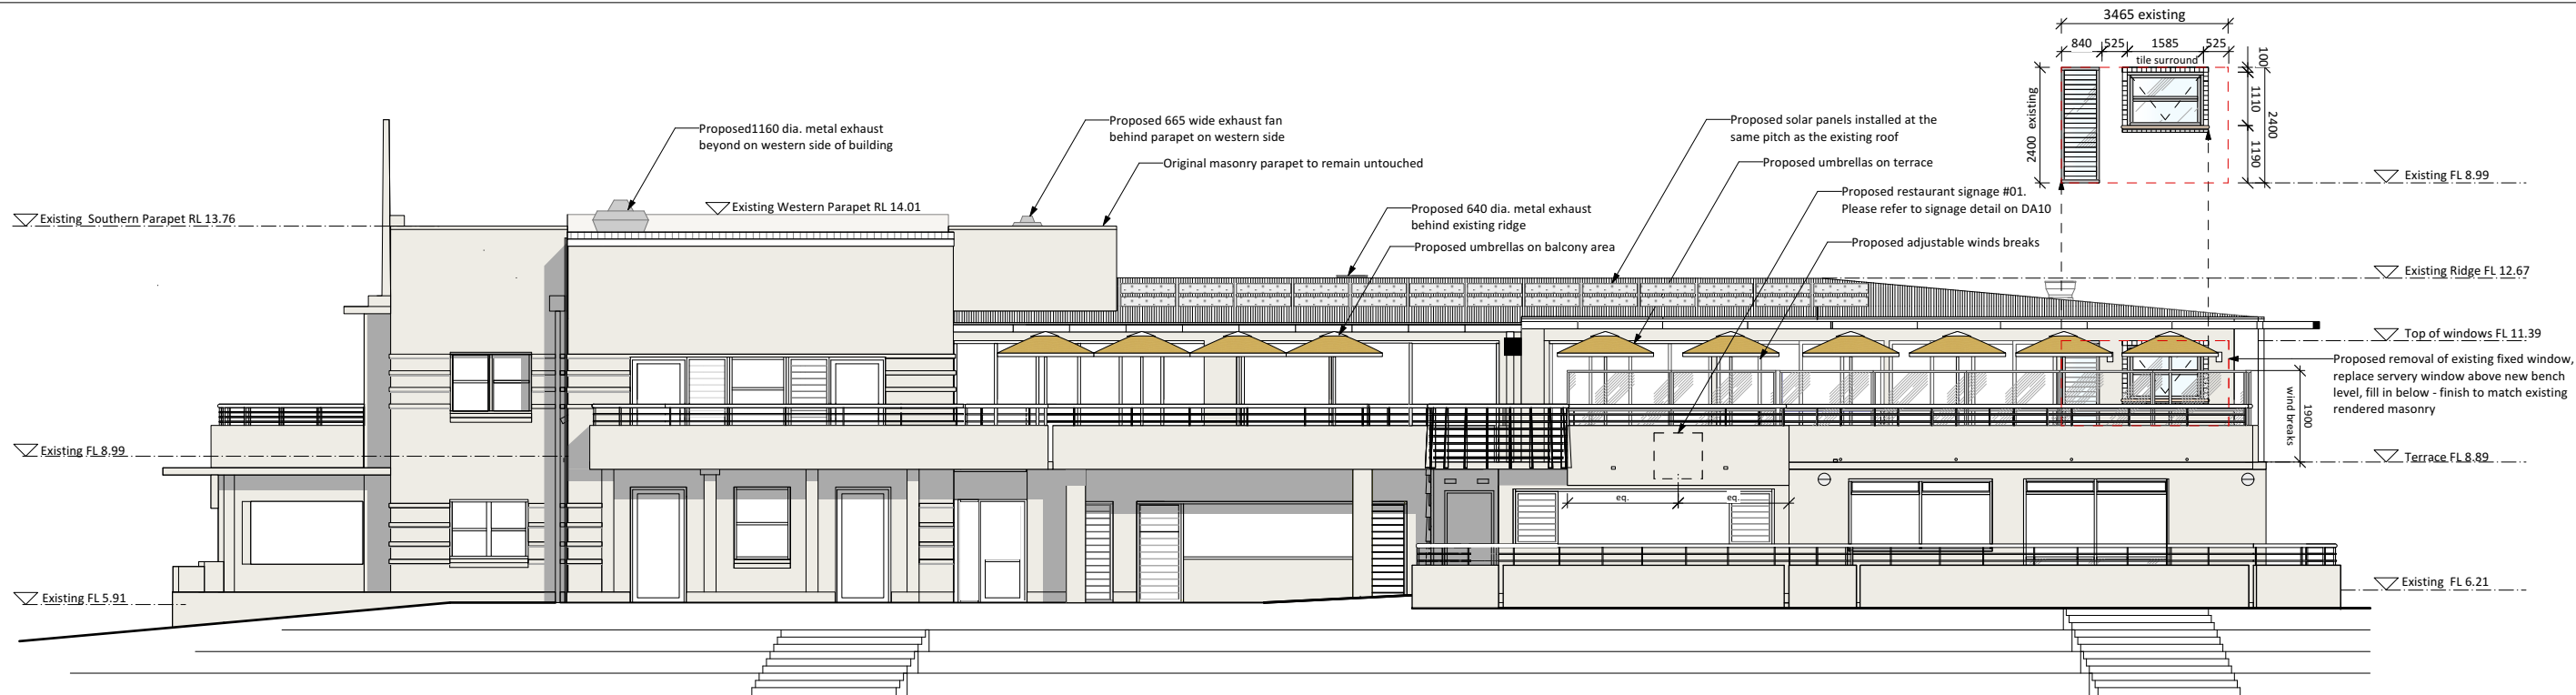 3465 existing
840 525 1585 525
tile surround
100
1110
2400
1190
2400 existing
Proposed1160 dia. metal exhaust
beyond on western side of building
Proposed 665 wide exhaust fan
behind parapet on western side
Original masonry parapet to remain untouched
Proposed solar panels installed at the
same pitch as the existing roof
Proposed umbrellas on terrace
Proposed restaurant signage #01.
Please refer to signage detail on DA10
Proposed adjustable winds breaks
Proposed 640 dia. metal exhaust
behind existing ridge
Proposed umbrellas on balcony area
Existing Southern Parapet RL 13.76
Existing Western Parapet RL 14.01
Existing FL 8.99
Existing Ridge FL 12.67
Top of windows FL 11.39
Proposed removal of existing fixed window,
replace servery window above new bench
level, fill in below - finish to match existing
rendered masonry
1900
wind breaks
Existing FL 8.99
Terrace FL 8.89
eq. eq.
Existing FL 5.91
Existing FL 6.21